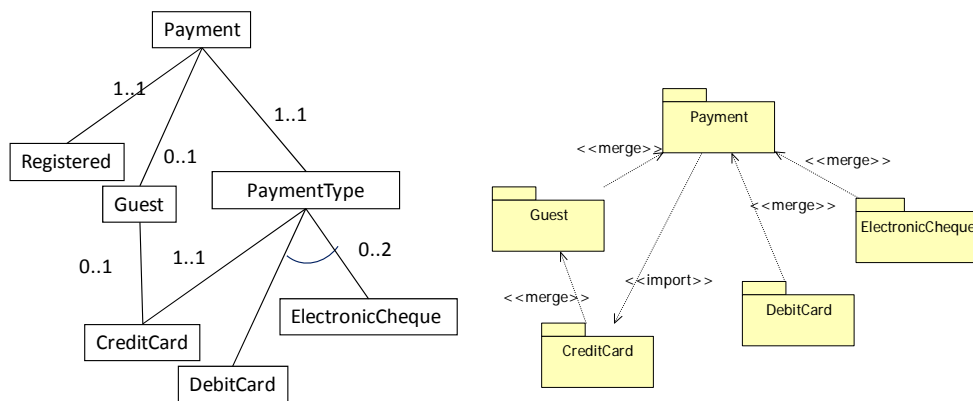 Payment
1..1
1..1
Registered
0..1
Guest
PaymentType
0..1
1..1
0..2
ElectronicCheque
CreditCard
DebitCard
Payment
<<merge>>
<<merge>>
Guest
<<merge>>
ElectronicCheque
<<merge>>
<<import>>
DebitCard
CreditCard